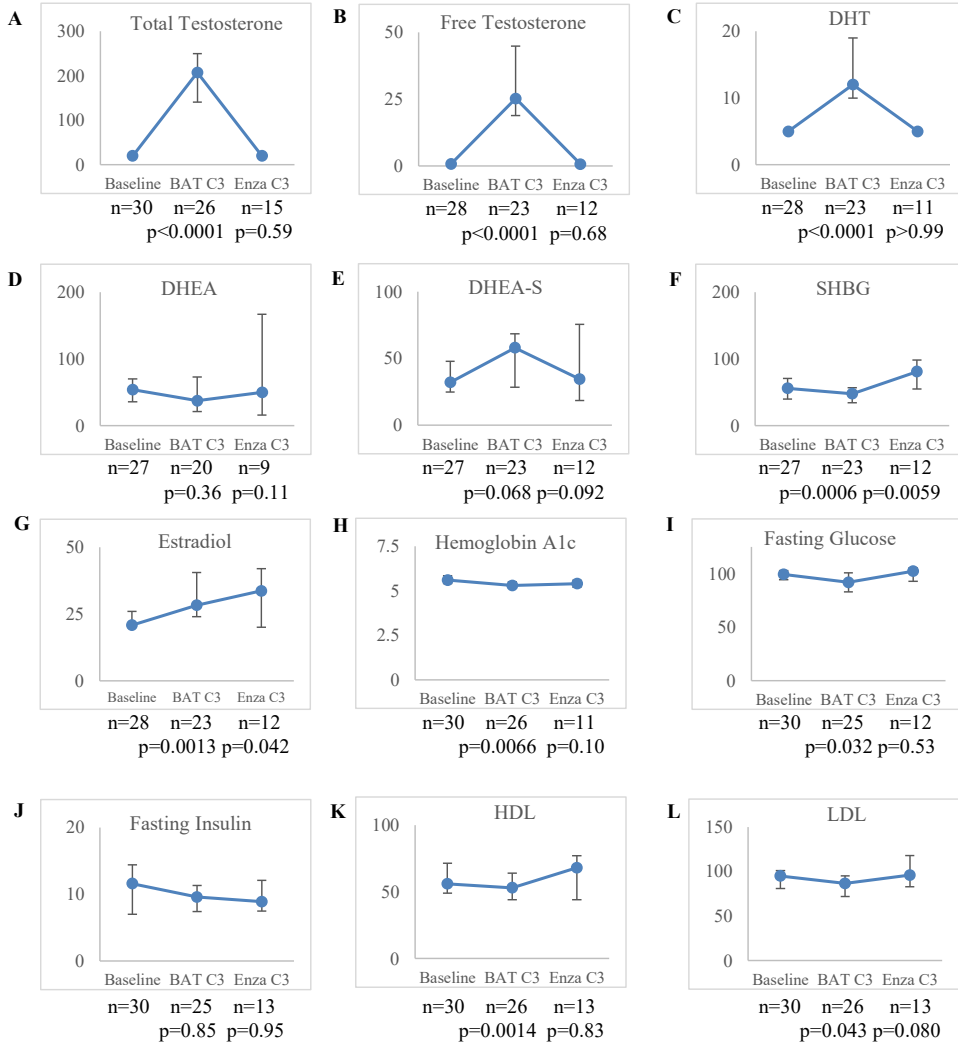 A
Total Testosterone
300
200
100
0
Baseline BAT C3 Enza C3
n=30 n=26 n=15
p<0.0001 p=0.59
B
Free Testosterone
50
25
0
Baseline BAT C3 Enza C3
n=28 n=23 n=12
p<0.0001 p=0.68
C
DHT
20
10
0
Baseline BAT C3 Enza C3
n=28 n=23 n=11
p<0.0001 p>0.99
D
DHEA
200
100
0
Baseline BAT C3 Enza C3
n=27 n=20 n=9
p=0.36 p=0.11
E
DHEA-S
100
50
0
Baseline BAT C3 Enza C3
n=27 n=23 n=12
p=0.068 p=0.092
F
SHBG
200
100
0
Baseline BAT C3 Enza C3
n=27 n=23 n=12
p=0.0006 p=0.0059
G
Estradiol
50
25
0
Baseline BAT C3 Enza C3
n=28 n=23 n=12
p=0.0013 p=0.042
H
Hemoglobin A1c
7.5
5
2.5
0
Baseline BAT C3 Enza C3
n=30 n=26 n=11
p=0.0066 p=0.10
I
Fasting Glucose
100
50
0
Baseline BAT C3 Enza C3
n=30 n=25 n=12
p=0.032 p=0.53
J
Fasting Insulin
20
10
0
Baseline BAT C3 Enza C3
n=30 n=25 n=13
p=0.85 p=0.95
K
HDL
100
50
0
Baseline BAT C3 Enza C3
n=30 n=26 n=13
p=0.0014 p=0.83
L
LDL
150
100
50
0
Baseline BAT C3 Enza C3
n=30 n=26 n=13
p=0.043 p=0.080